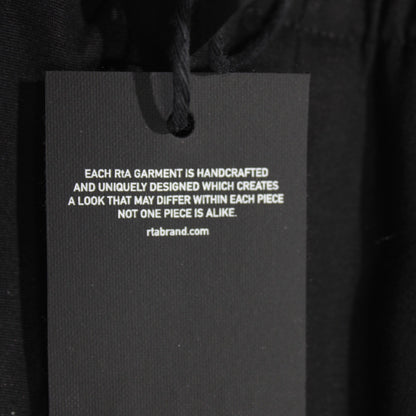 EACH RtA GARMENT IS HANDCRAFTED
AND UNIQUELY DESIGNED WHICH CREATES
A LOOK THAT MAY DIFFER WITHIN EACH PIECE
NOT ONE PIECE IS ALIKE.
rtabrand.com